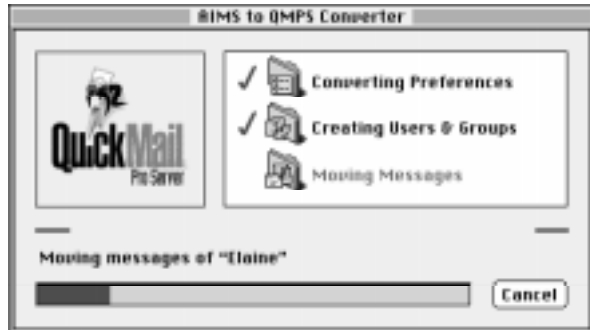 AIMS to QMPS Converter
QuickMail
Pro Server
Converting Preferences
Creating Users & Groups
Moving Messages
Moving messages of “Elaine”
Cancel